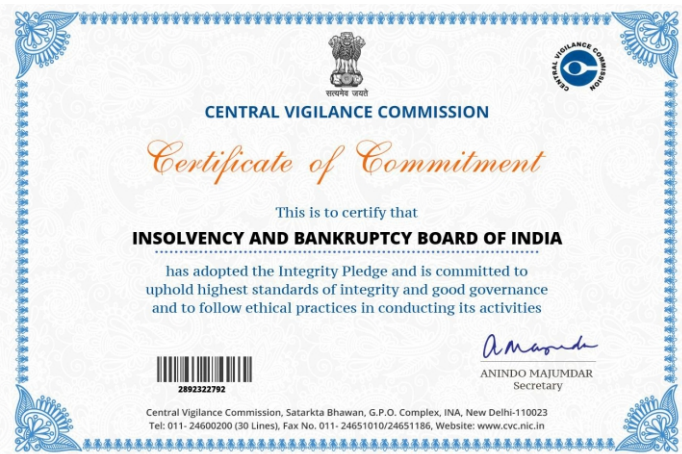 सत्यमेव जयते
CENTRAL VIGILANCE COMMISSION
CENTRAL VIGILANCE COMMISSION
Certificate of Commitment
This is to certify that
INSOLVENCY AND BANKRUPTCY BOARD OF INDIA
has adopted the Integrity Pledge and is committed to
uphold highest standards of integrity and good governance
and to follow ethical practices in conducting its activities
ANINDO MAJUMDAR
Secretary
2892322792
Central Vigilance Commission, Satarkta Bhawan, G.P.O. Complex, INA, New Delhi-110023
Tel: 011- 24600200 (30 Lines), Fax No. 011- 24651010/24651186, Website: www.cvc.nic.in